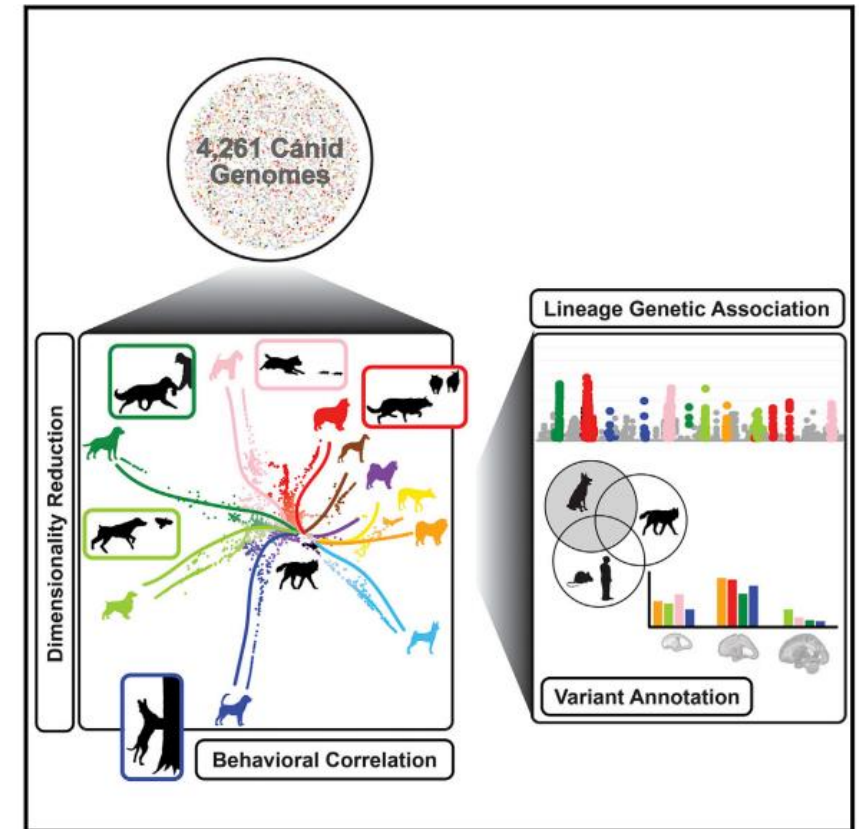 4,261 Canid
Genomes
Lineage Genetic Association
Dimensionality Reduction
Variant Annotation
Behavioral Correlation